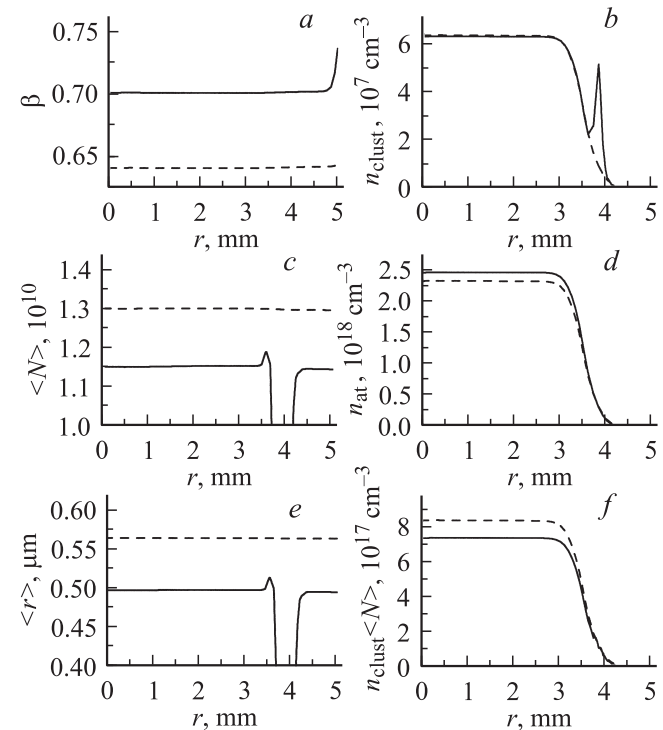 a
0.75
0.70
0.65
β
0 1 2 3 4 5
r, mm
b
6
4
2
0
n_clust, 10^7 cm^−3
0 1 2 3 4 5
r, mm
c
1.4
1.3
1.2
1.1
1.0
<N>, 10^10
0 1 2 3 4 5
r, mm
d
2.5
2.0
1.5
1.0
0.5
0.0
n_at, 10^18 cm^−3
0 1 2 3 4 5
r, mm
e
0.60
0.55
0.50
0.45
0.40
<r>, μm
0 1 2 3 4 5
r, mm
f
8
6
4
2
0
n_clust<N>, 10^17 cm^−3
0 1 2 3 4 5
r, mm